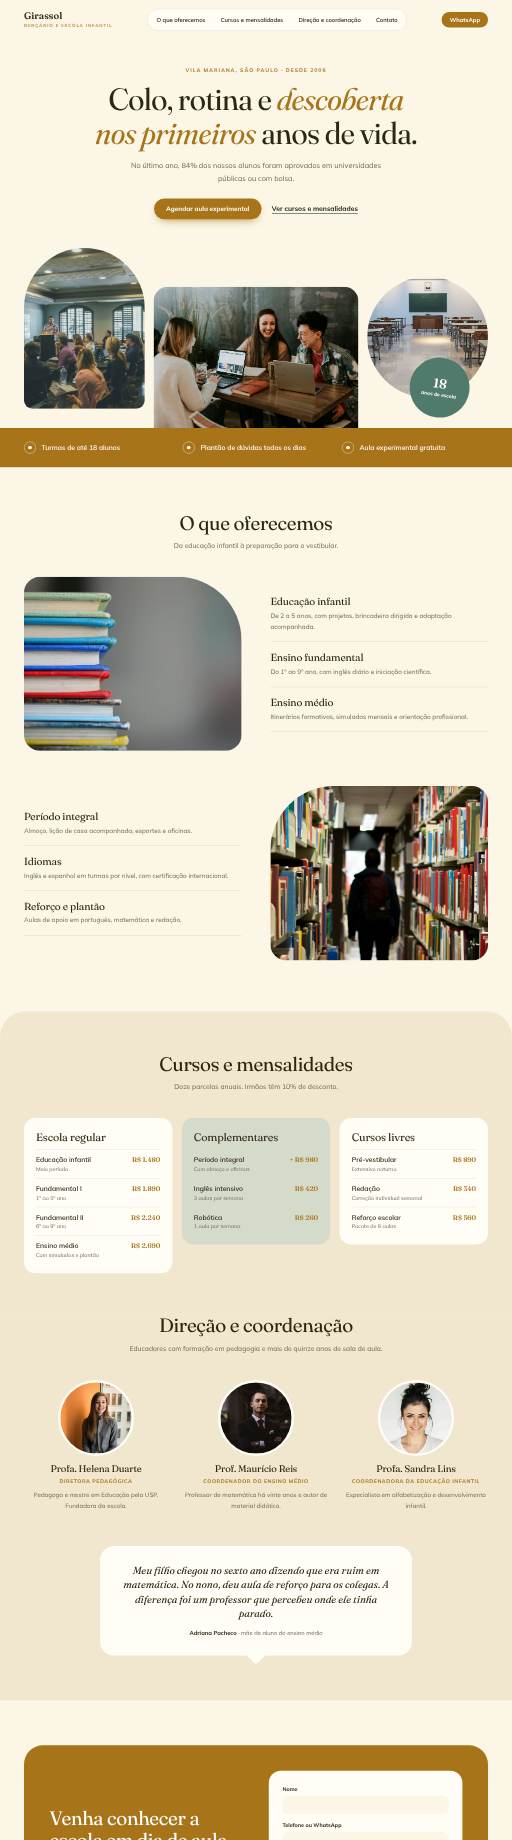 Girassol
BERÇÁRIO E ESCOLA INFANTIL
O que oferecemos
Cursos e mensalidades
Direção e coordenação
Contato
WhatsApp
VILA MARIANA, SÃO PAULO · DESDE 2008
Colo, rotina e descoberta
nos primeiros anos de vida.
No último ano, 84% dos nossos alunos foram aprovados em universidades
públicas ou com bolsa.
Agendar aula experimental
Ver cursos e mensalidades
18
anos de escola
Turmas de até 18 alunos
Plantão de dúvidas todos os dias
Aula experimental gratuita
O que oferecemos
Da educação infantil à preparação para o vestibular.
Educação infantil
De 2 a 5 anos, com projetos, brincadeira dirigida e adaptação
acompanhada.
Ensino fundamental
Do 1º ao 9º ano, com inglês diário e iniciação científica.
Ensino médio
Itinerários formativos, simulados mensais e orientação profissional.
Período integral
Almoço, lição de casa acompanhada, esportes e oficinas.
Idiomas
Inglês e espanhol em turmas por nível, com certificação internacional.
Reforço e plantão
Aulas de apoio em português, matemática e redação.
Cursos e mensalidades
Doze parcelas anuais. Irmãos têm 10% de desconto.
Escola regular
Educação infantil R$ 1.480
Meio período
Fundamental I R$ 1.890
1º ao 5º ano
Fundamental II R$ 2.240
6º ao 9º ano
Ensino médio R$ 2.690
Com simulados e plantão
Complementares
Período integral + R$ 980
Com almoço e oficinas
Inglês intensivo R$ 420
3 aulas por semana
Robótica R$ 260
1 aula por semana
Cursos livres
Pré-vestibular R$ 890
Extensivo noturno
Redação R$ 340
Correção individual semanal
Reforço escolar R$ 560
Pacote de 8 aulas
Direção e coordenação
Educadores com formação em pedagogia e mais de quinze anos de sala de aula.
Profa. Helena Duarte
DIRETORA PEDAGÓGICA
Pedagoga e mestre em Educação pela USP.
Fundadora da escola.
Prof. Maurício Reis
COORDENADOR DO ENSINO MÉDIO
Professor de matemática há vinte anos e autor de
material didático.
Profa. Sandra Lins
COORDENADORA DA EDUCAÇÃO INFANTIL
Especialista em alfabetização e desenvolvimento
infantil.
Meu filho chegou no sexto ano dizendo que era ruim em
matemática. No nono, deu aula de reforço para os colegas. A
diferença foi um professor que percebeu onde ele tinha
parado.
Adriana Pacheco · mãe de aluno do ensino médio
Venha conhecer a
escola em dia de aula
Nome
Telefone ou WhatsApp